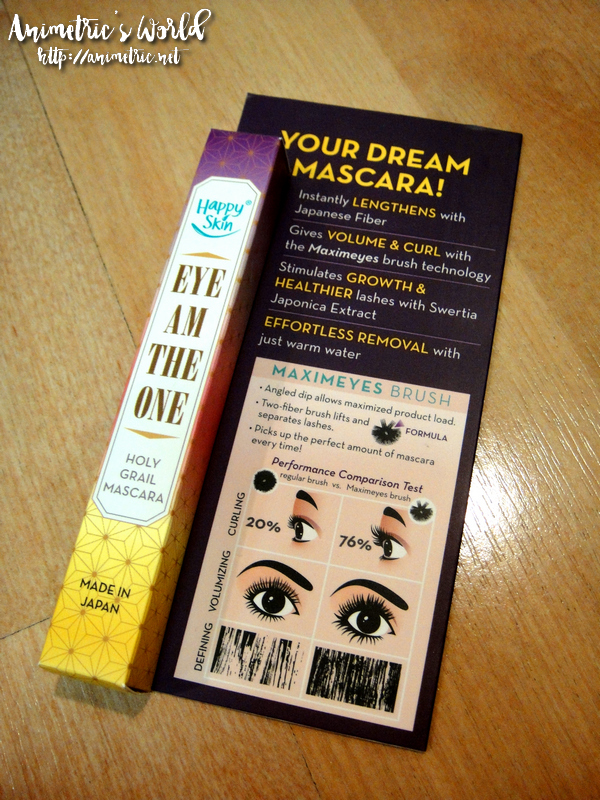 Animetric's World
http://animetric.net
Happy®
Skin
EYE
AM
THE
ONE
HOLY
GRAIL
MASCARA
MADE IN
JAPAN
YOUR DREAM
MASCARA!
Instantly LENGTHENS with
Japanese Fiber
Gives VOLUME & CURL with
the Maximeyes brush technology
Stimulates GROWTH &
HEALTHIER lashes with Swertia
Japonica Extract
EFFORTLESS REMOVAL with
just warm water
MAXIMEYES BRUSH
• Angled dip allows maximized product load.
• Two-fiber brush lifts and
separates lashes.
FORMULA
• Picks up the perfect amount of mascara
every time!
Performance Comparison Test
regular brush vs. Maximeyes brush
CURLING
20%
76%
VOLUMIZING
DEFINING